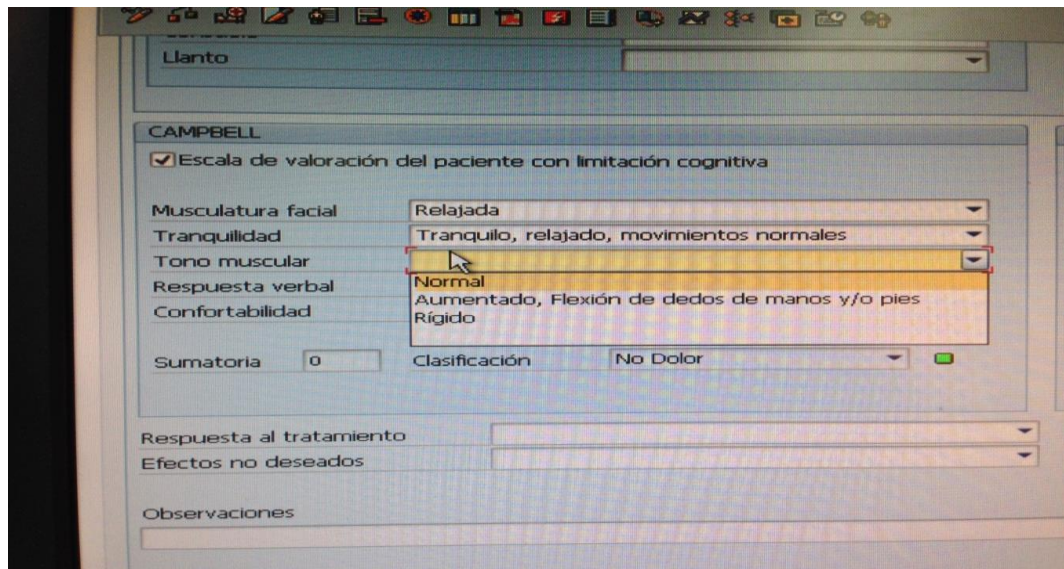 Llanto
CAMPBELL
Escala de valoración del paciente con limitación cognitiva
Musculatura facial Relajada
Tranquilidad Tranquilo, relajado, movimientos normales
Tono muscular
Normal
Respuesta verbal
Aumentado, Flexión de dedos de manos y/o pies
Confortabilidad
Rígido
Sumatoria 0 Clasificación No Dolor
Respuesta al tratamiento
Efectos no deseados
Observaciones